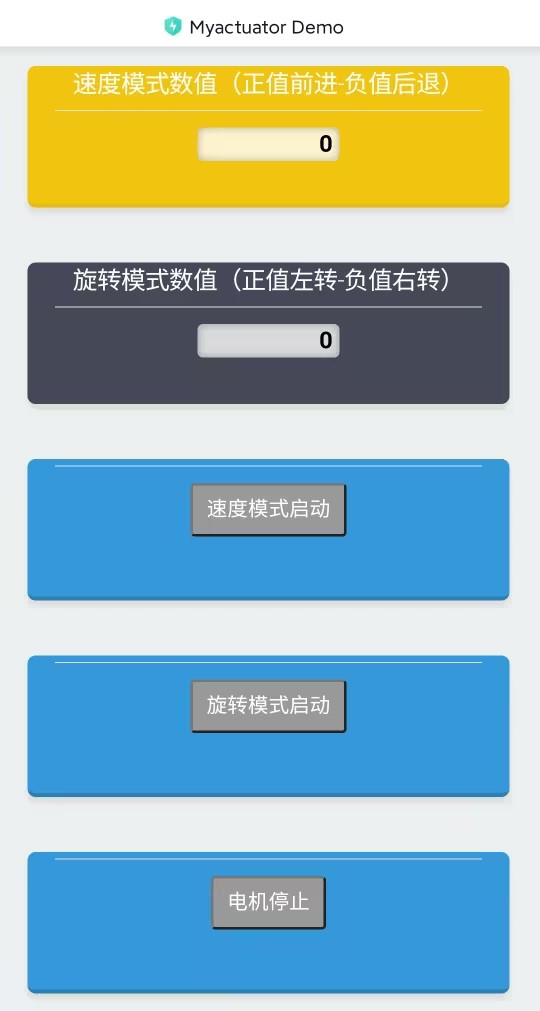 Myactuator Demo
速度模式数值（正值前进-负值后退）
0
旋转模式数值（正值左转-负值右转）
0
速度模式启动
旋转模式启动
电机停止